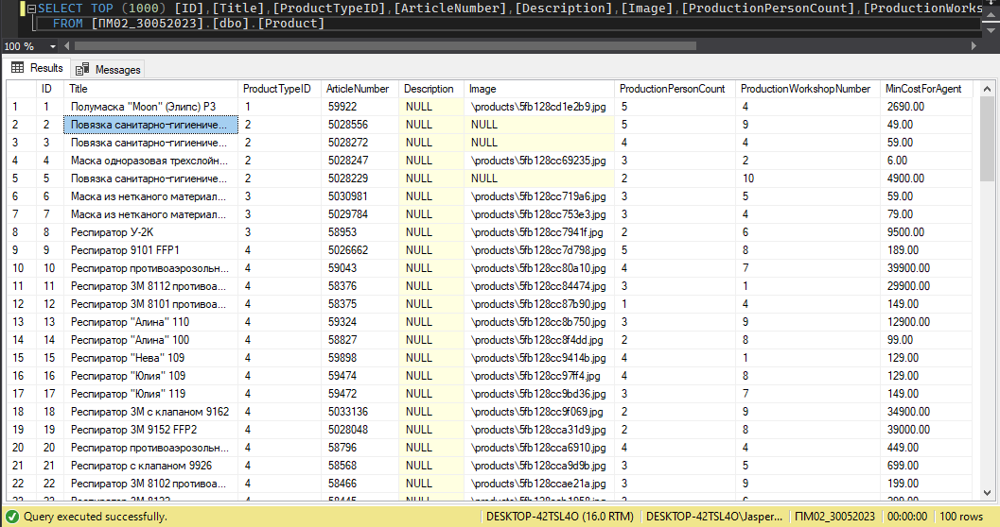 SELECT TOP (1000) [ID],[Title],[ProductTypeID],[ArticleNumber],[Description],[Image],[ProductionPersonCount],[ProductionWorks
FROM [ПМ02_30052023].[dbo].[Product]
100 %
Results Messages
ID Title ProductTypeID ArticleNumber Description Image ProductionPersonCount ProductionWorkshopNumber MinCostForAgent
1 1 Полумаска "Moon" (Элипс) P3 1 59922 NULL \products\5fb128cd1e2b9.jpg 5 4 2690.00
2 2 Повязка санитарно-гигиениче... 2 5028556 NULL NULL 5 9 49.00
3 3 Повязка санитарно-гигиениче... 2 5028272 NULL NULL 4 4 59.00
4 4 Маска одноразовая трехслойн... 2 5028247 NULL \products\5fb128cc69235.jpg 3 2 6.00
5 5 Повязка санитарно-гигиениче... 2 5028229 NULL NULL 2 10 4900.00
6 6 Маска из нетканого материал... 3 5030981 NULL \products\5fb128cc719a6.jpg 3 5 59.00
7 7 Маска из нетканого материал... 3 5029784 NULL \products\5fb128cc753e3.jpg 3 4 79.00
8 8 Респиратор У-2К 3 58953 NULL \products\5fb128cc7941f.jpg 2 6 9500.00
9 9 Респиратор 9101 FFP1 4 5026662 NULL \products\5fb128cc7d798.jpg 5 8 189.00
10 10 Респиратор противоаэрозольн... 4 59043 NULL \products\5fb128cc80a10.jpg 4 7 39900.00
11 11 Респиратор 3M 8112 противоа... 4 58376 NULL \products\5fb128cc84474.jpg 3 1 29900.00
12 12 Респиратор 3M 8101 противоа... 4 58375 NULL \products\5fb128cc87b90.jpg 1 4 149.00
13 13 Респиратор "Алина" 110 4 59324 NULL \products\5fb128cc8b750.jpg 3 9 12900.00
14 14 Респиратор "Алина" 100 4 58827 NULL \products\5fb128cc8f4dd.jpg 2 8 99.00
15 15 Респиратор "Нева" 109 4 59898 NULL \products\5fb128cc9414b.jpg 4 1 129.00
16 16 Респиратор "Юлия" 109 4 59474 NULL \products\5fb128cc97ff4.jpg 4 8 129.00
17 17 Респиратор "Юлия" 119 4 59472 NULL \products\5fb128cc9bd36.jpg 3 7 149.00
18 18 Респиратор 3M с клапаном 9162 4 5033136 NULL \products\5fb128cc9f069.jpg 2 9 34900.00
19 19 Респиратор 3M 9152 FFP2 4 5028048 NULL \products\5fb128cca31d9.jpg 2 8 39000.00
20 20 Респиратор противоаэрозольн... 4 58796 NULL \products\5fb128cca6910.jpg 4 4 449.00
21 21 Респиратор с клапаном 9926 4 58568 NULL \products\5fb128cca9d9b.jpg 3 5 699.00
22 22 Респиратор 3M 8102 противоа... 4 58466 NULL \products\5fb128ccae21a.jpg 3 9 199.00
Query executed successfully. DESKTOP-42TSL4O (16.0 RTM) DESKTOP-42TSL4O\Jasper... ПМ02_30052023 00:00:00 100 rows